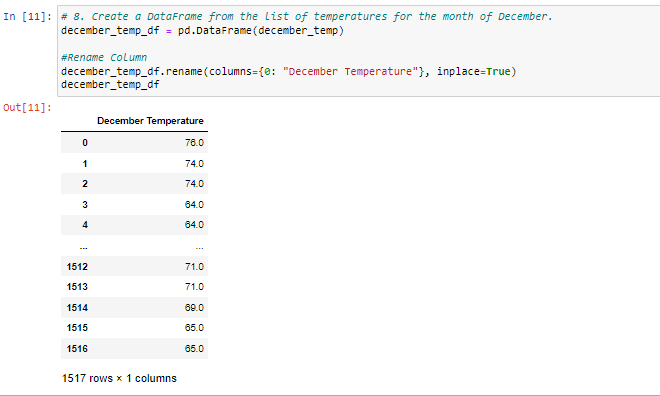 In [11]: # 8. Create a DataFrame from the list of temperatures for the month of December.
december_temp_df = pd.DataFrame(december_temp)
#Rename Column
december_temp_df.rename(columns={0: "December Temperature"}, inplace=True)
december_temp_df
Out[11]:
December Temperature
0 76.0
1 74.0
2 74.0
3 64.0
4 64.0
... ...
1512 71.0
1513 71.0
1514 69.0
1515 65.0
1516 65.0
1517 rows × 1 columns